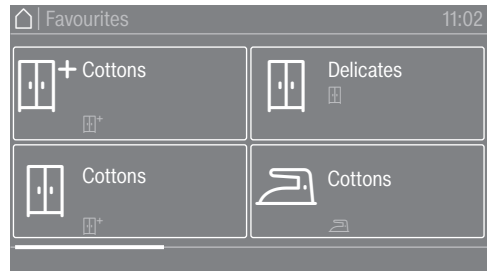 Favourites 11:02
+ Cottons
Delicates
+
Cottons
Cottons
+